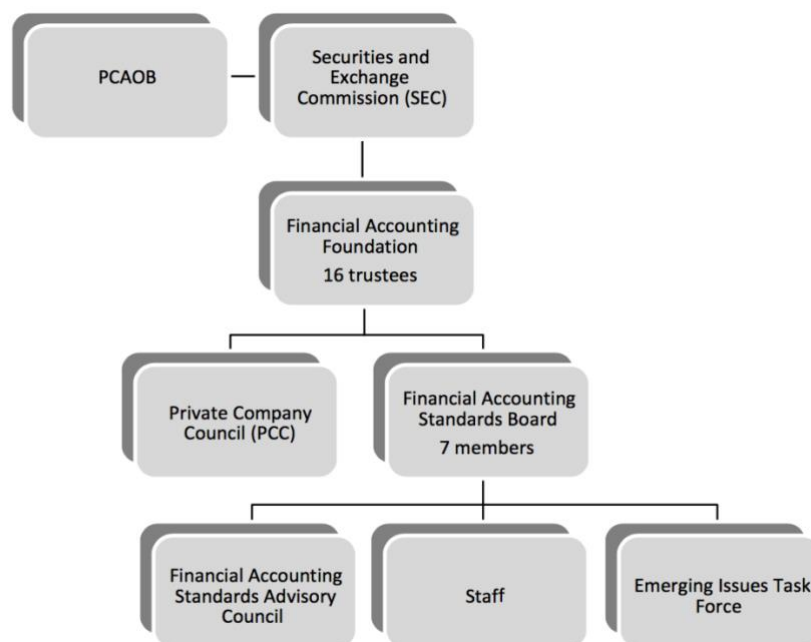 PCAOB
Securities and
Exchange
Commission (SEC)
Financial Accounting
Foundation
16 trustees
Private Company
Council (PCC)
Financial Accounting
Standards Board
7 members
Financial Accounting
Standards Advisory
Council
Staff
Emerging Issues Task
Force